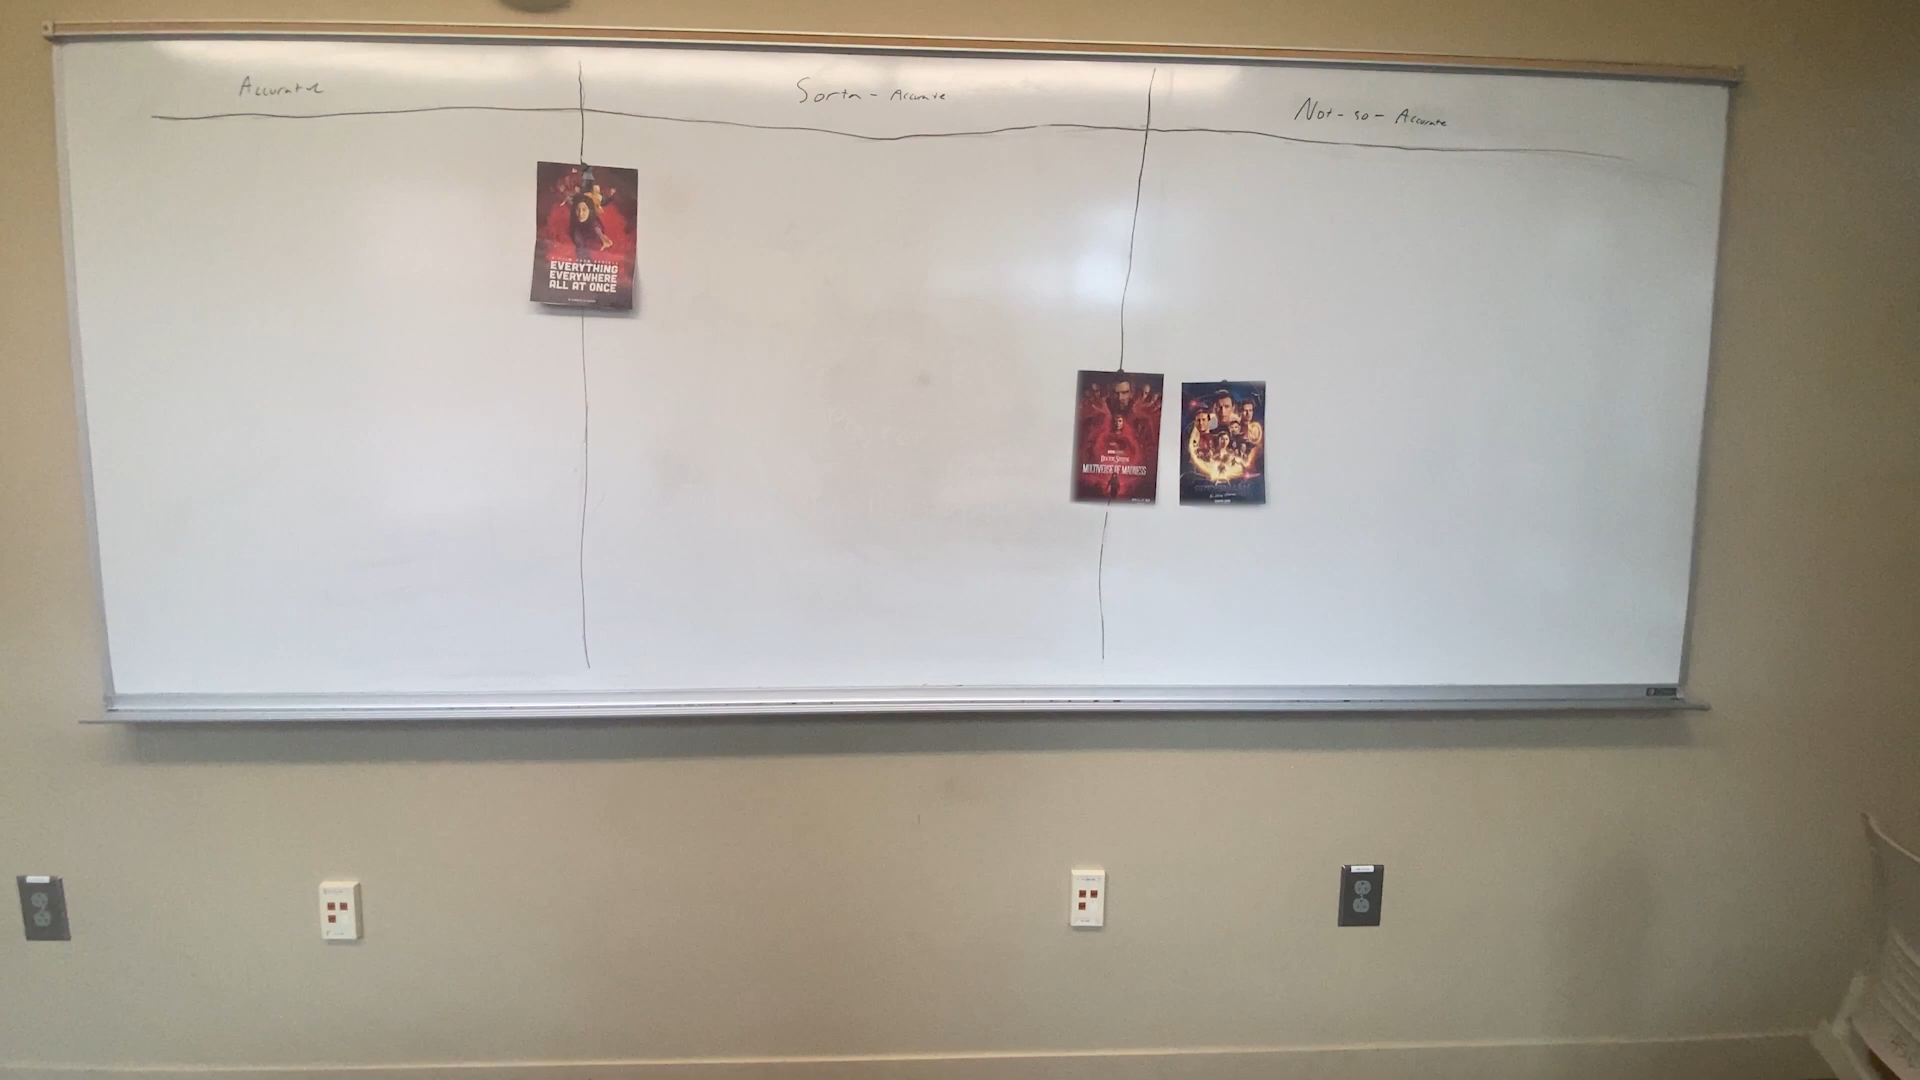 Accurate
Sorta - Accurate
Not - so - Accurate
EVERYTHING
EVERYWHERE
ALL AT ONCE
DOCTOR STRANGE
MULTIVERSE OF MADNESS